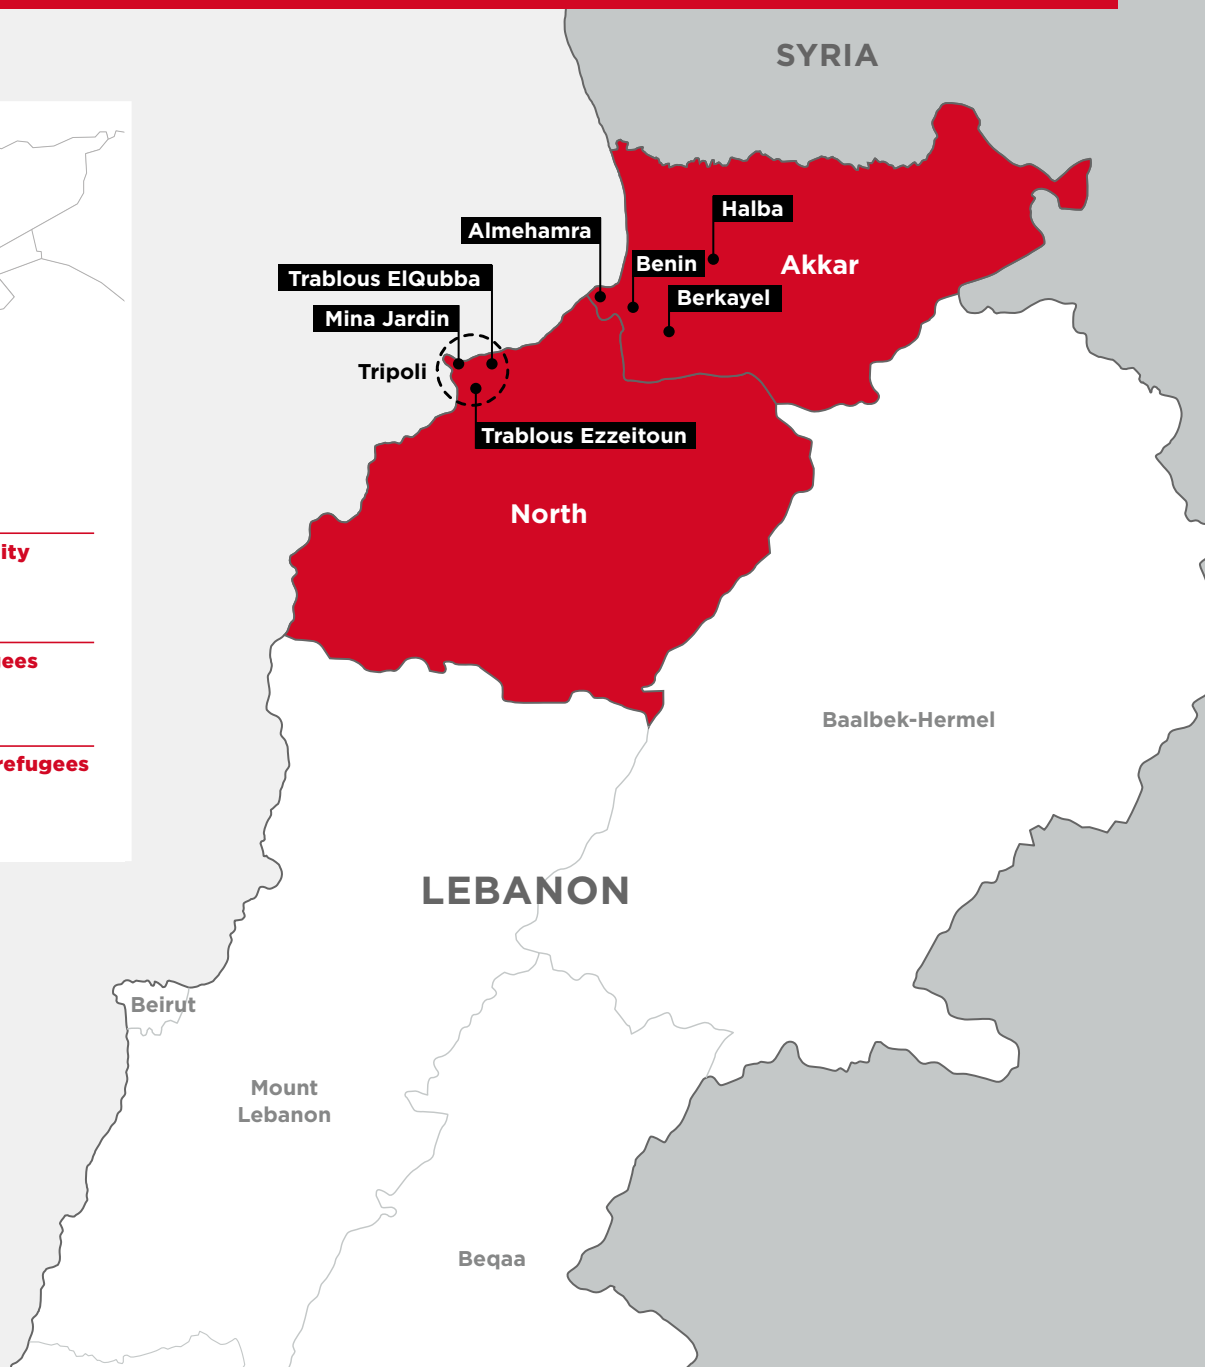 SYRIA
Halba
Almehamra
Benin
Akkar
Trablous ElQubba
Berkayel
Mina Jardin
Tripoli
Trablous Ezzeitoun
North
ity
ees
refugees
Baalbek-Hermel
LEBANON
Beirut
Mount
Lebanon
Beqaa